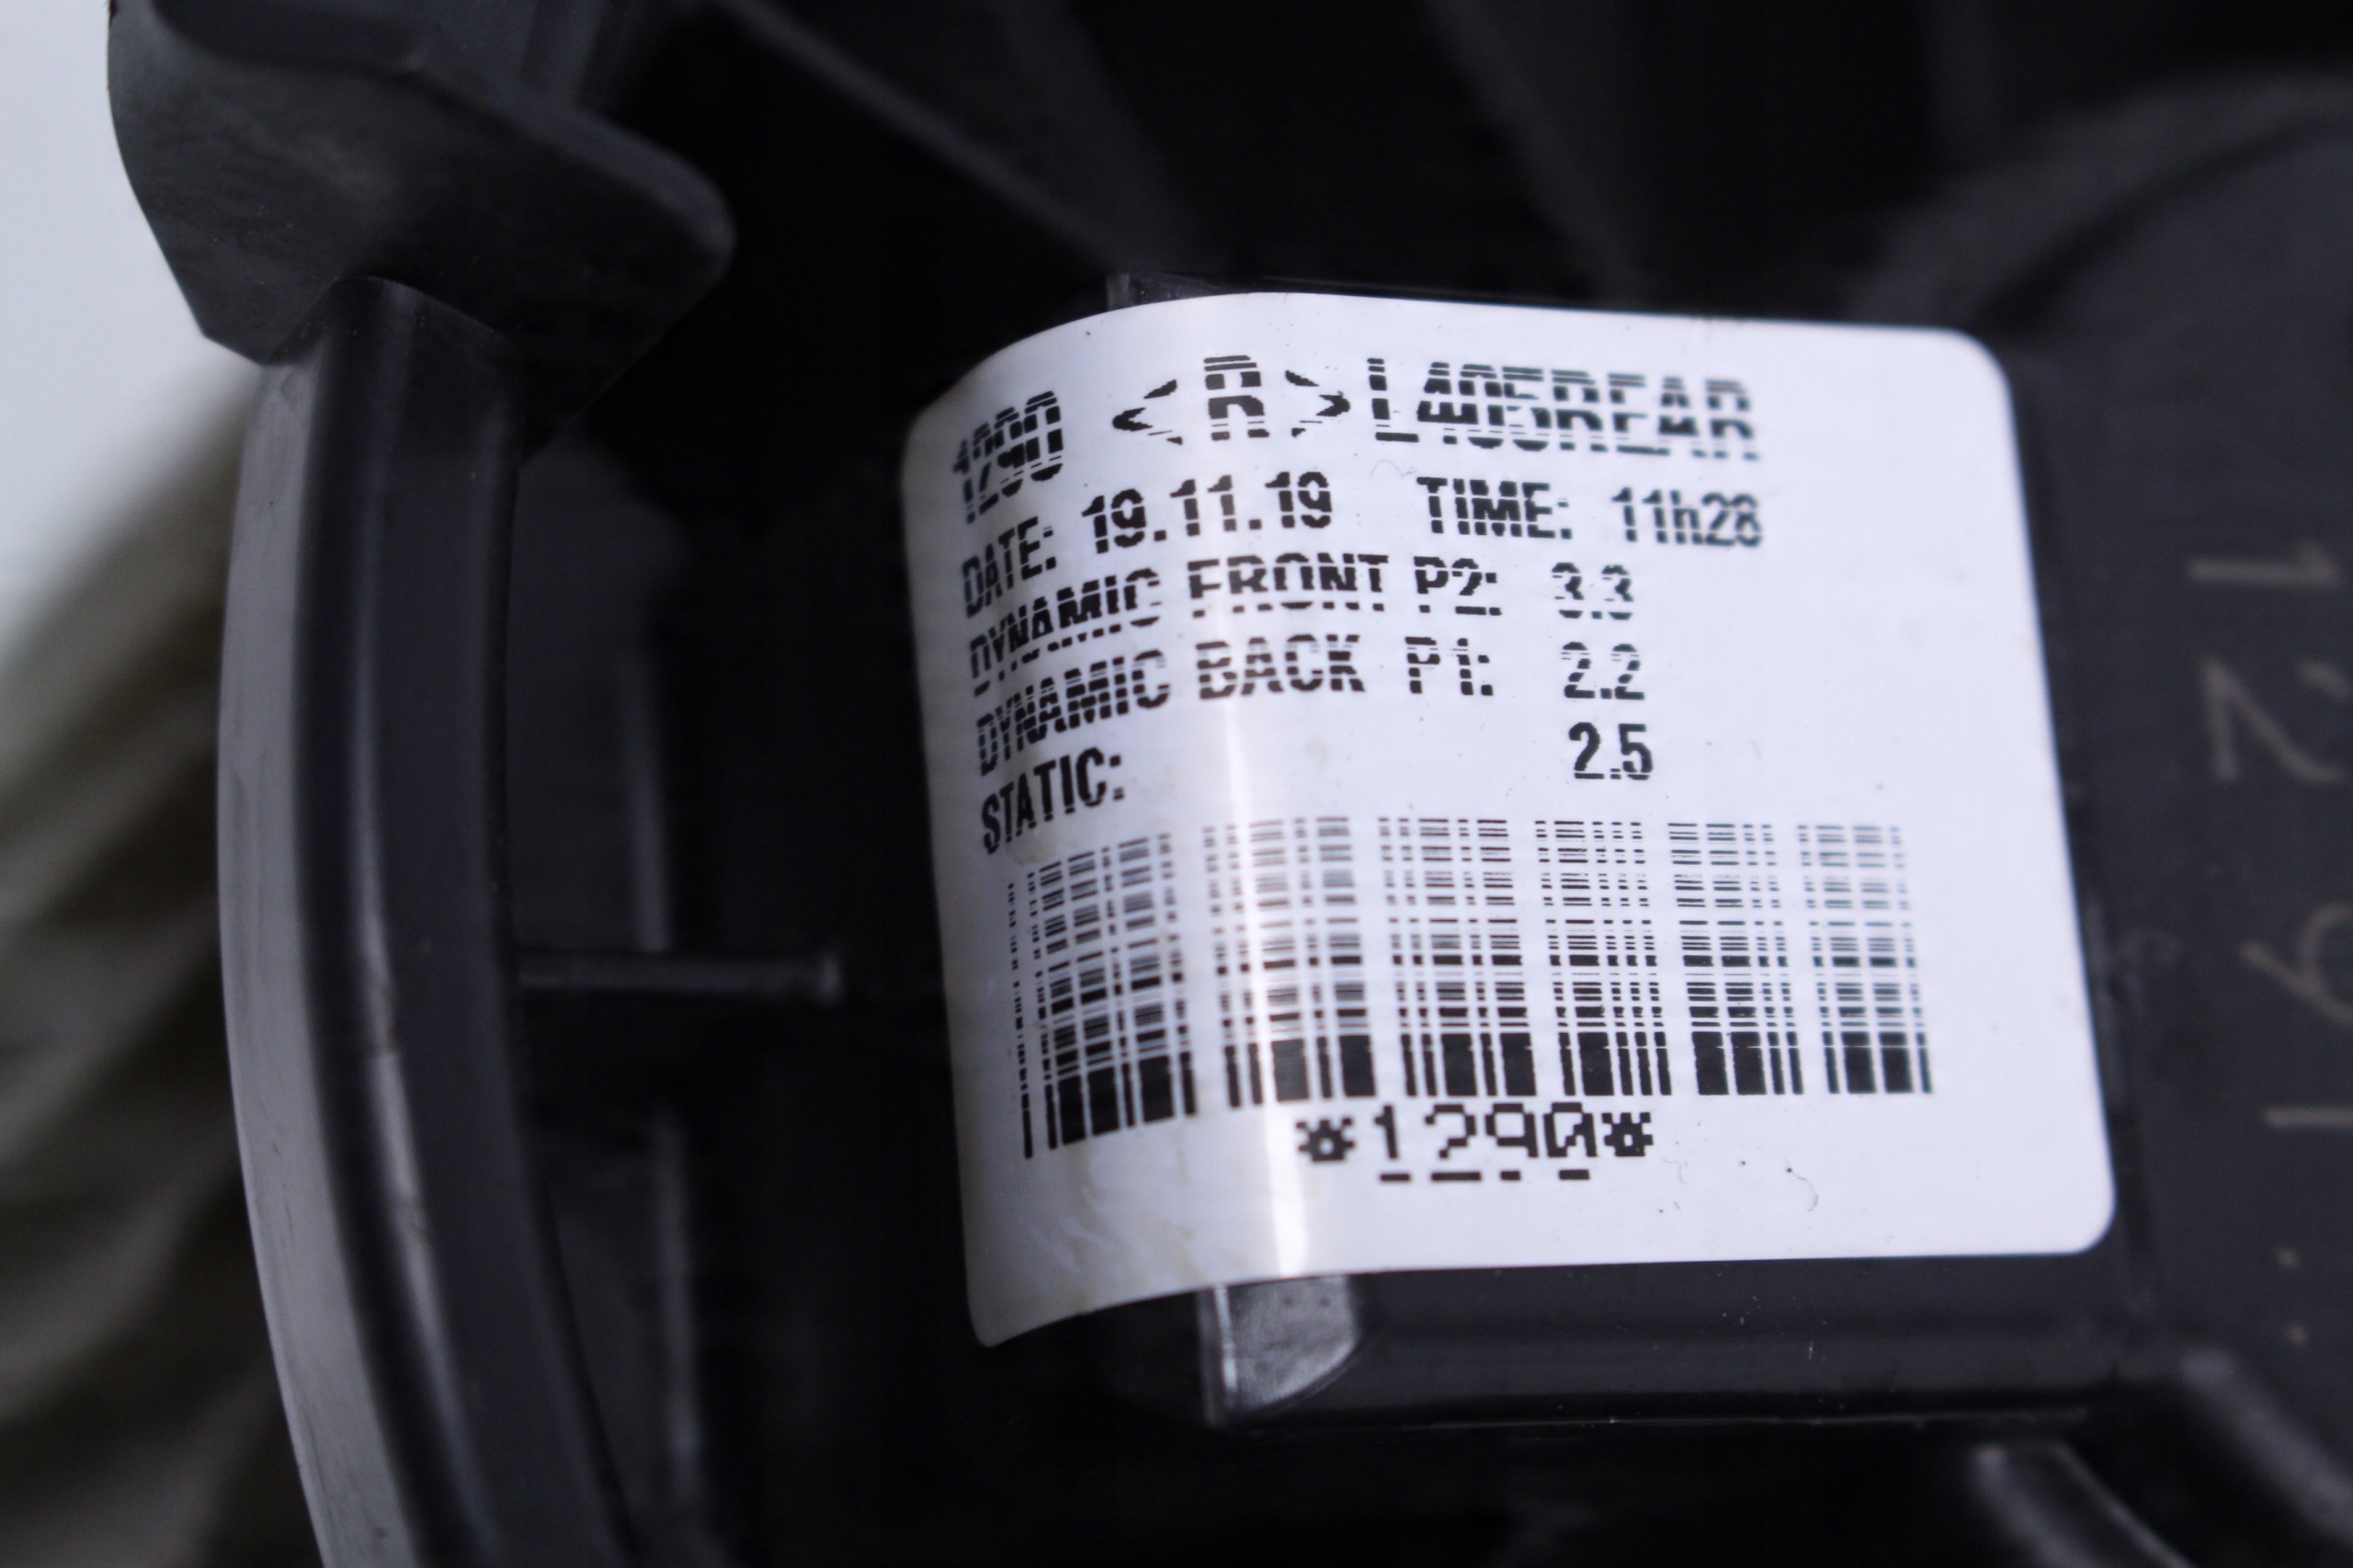 1290 <R> L405REAR
DATE: 19.11.19 TIME: 11h28
DYNAMIC FRONT P2: 3.3
DYNAMIC BACK P1: 2.2
STATIC: 2.5
*1290*